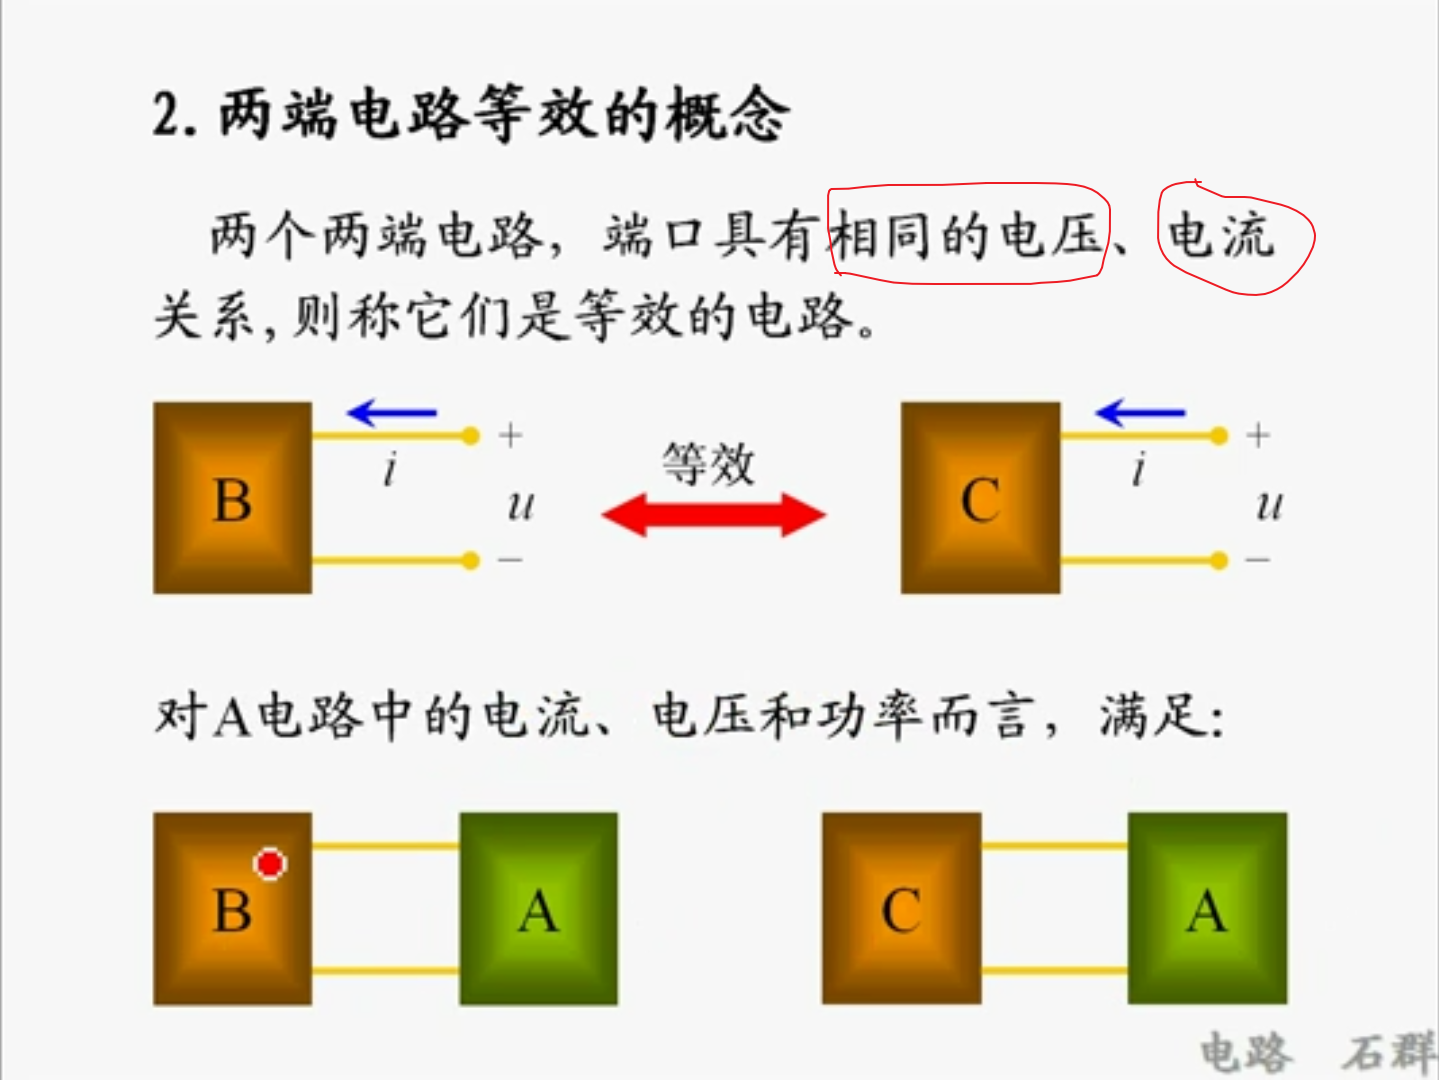 2. 两端电路等效的概念
两个两端电路，端口具有相同的电压、电流
关系，则称它们是等效的电路。
B
i
+
u
−
等效
C
i
+
u
−
对A电路中的电流、电压和功率而言，满足：
B
A
C
A
电路 石群